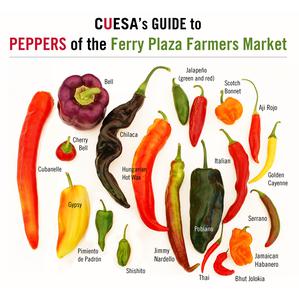 CUESA's GUIDE to
PEPPERS of the Ferry Plaza Farmers Market
Bell
Jalapeño
(green and red)
Scotch
Bonnet
Aji Rojo
Cherry
Bell
Chilaca
Cubanelle
Hungarian
Hot Wax
Italian
Golden
Cayenne
Gypsy
Poblano
Serrano
Pimiento
de Padrón
Shishito
Jimmy
Nardello
Thai
Bhut Jolokia
Jamaican
Habanero